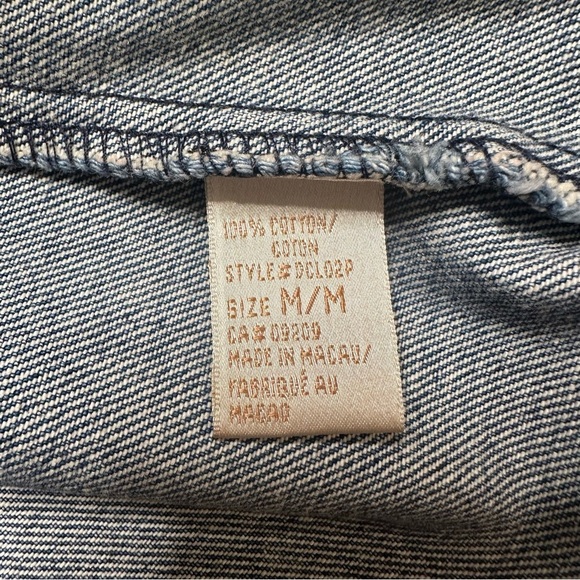 100% COTTON/
COTON
STYLE#DCL02P
SIZE M/M
CA#09209
MADE IN MACAU/
FABRIQUÉ AU
MACAO